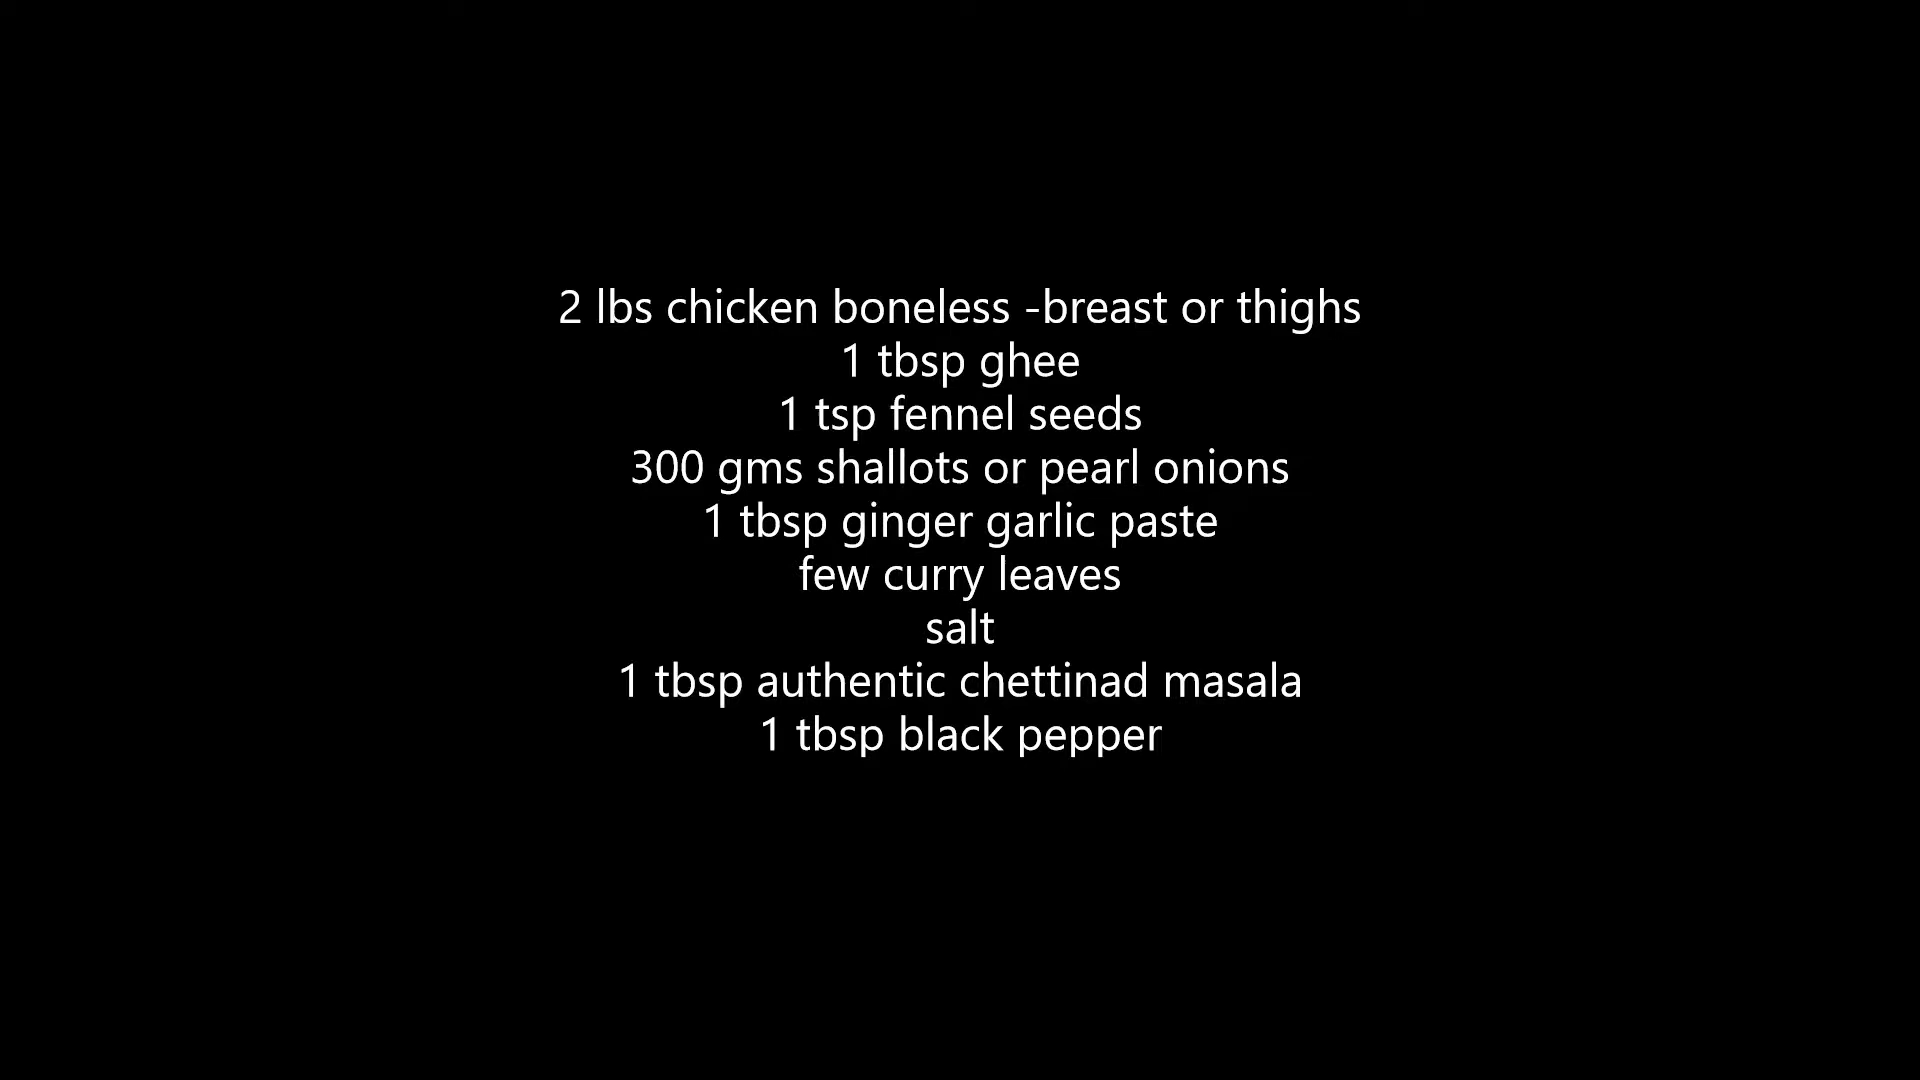 2 lbs chicken boneless -breast or thighs
1 tbsp ghee
1 tsp fennel seeds
300 gms shallots or pearl onions
1 tbsp ginger garlic paste
few curry leaves
salt
1 tbsp authentic chettinad masala
1 tbsp black pepper